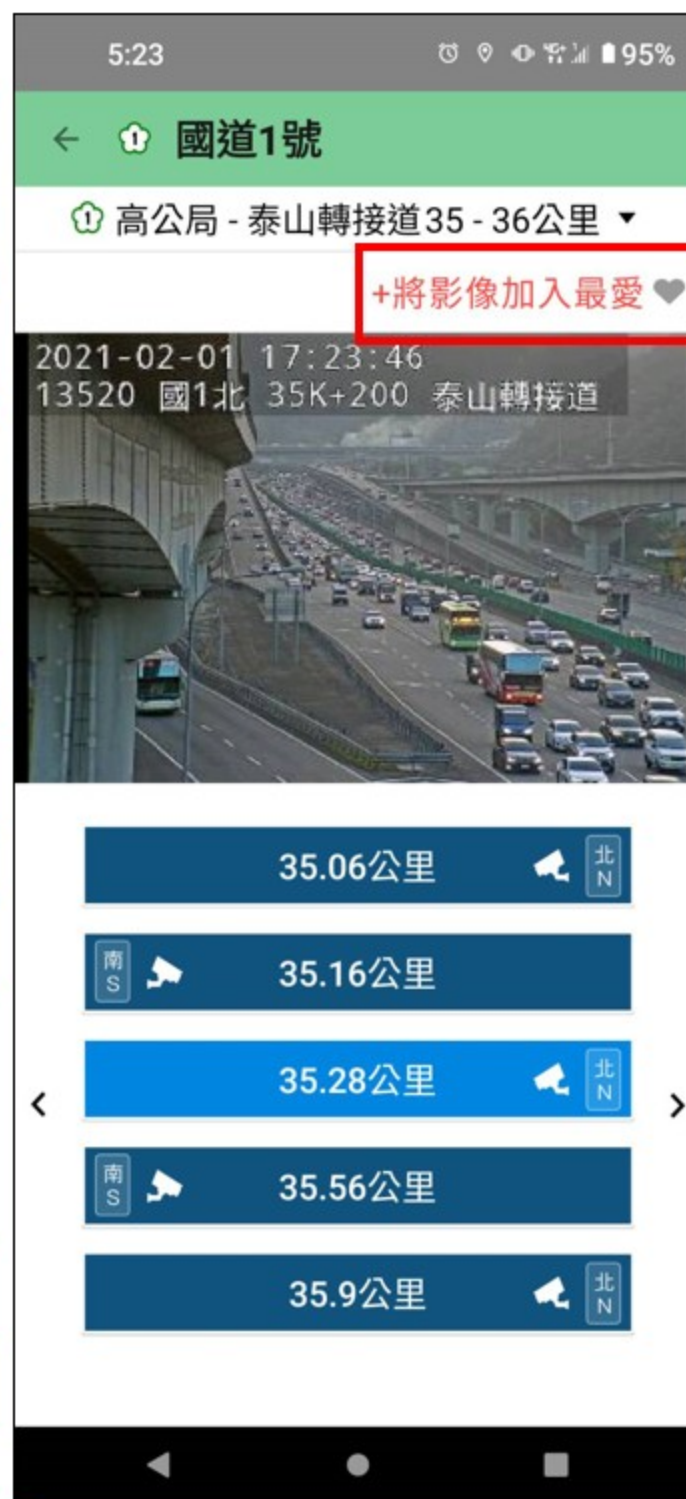 5:23 95%
1 國道1號
1 高公局 - 泰山轉接道35 - 36公里
+將影像加入最愛
2021-02-01 17:23:46
13520 國1北 35K+200 泰山轉接道
35.06公里 北 N
南 S 35.16公里
35.28公里 北 N
南 S 35.56公里
35.9公里 北 N